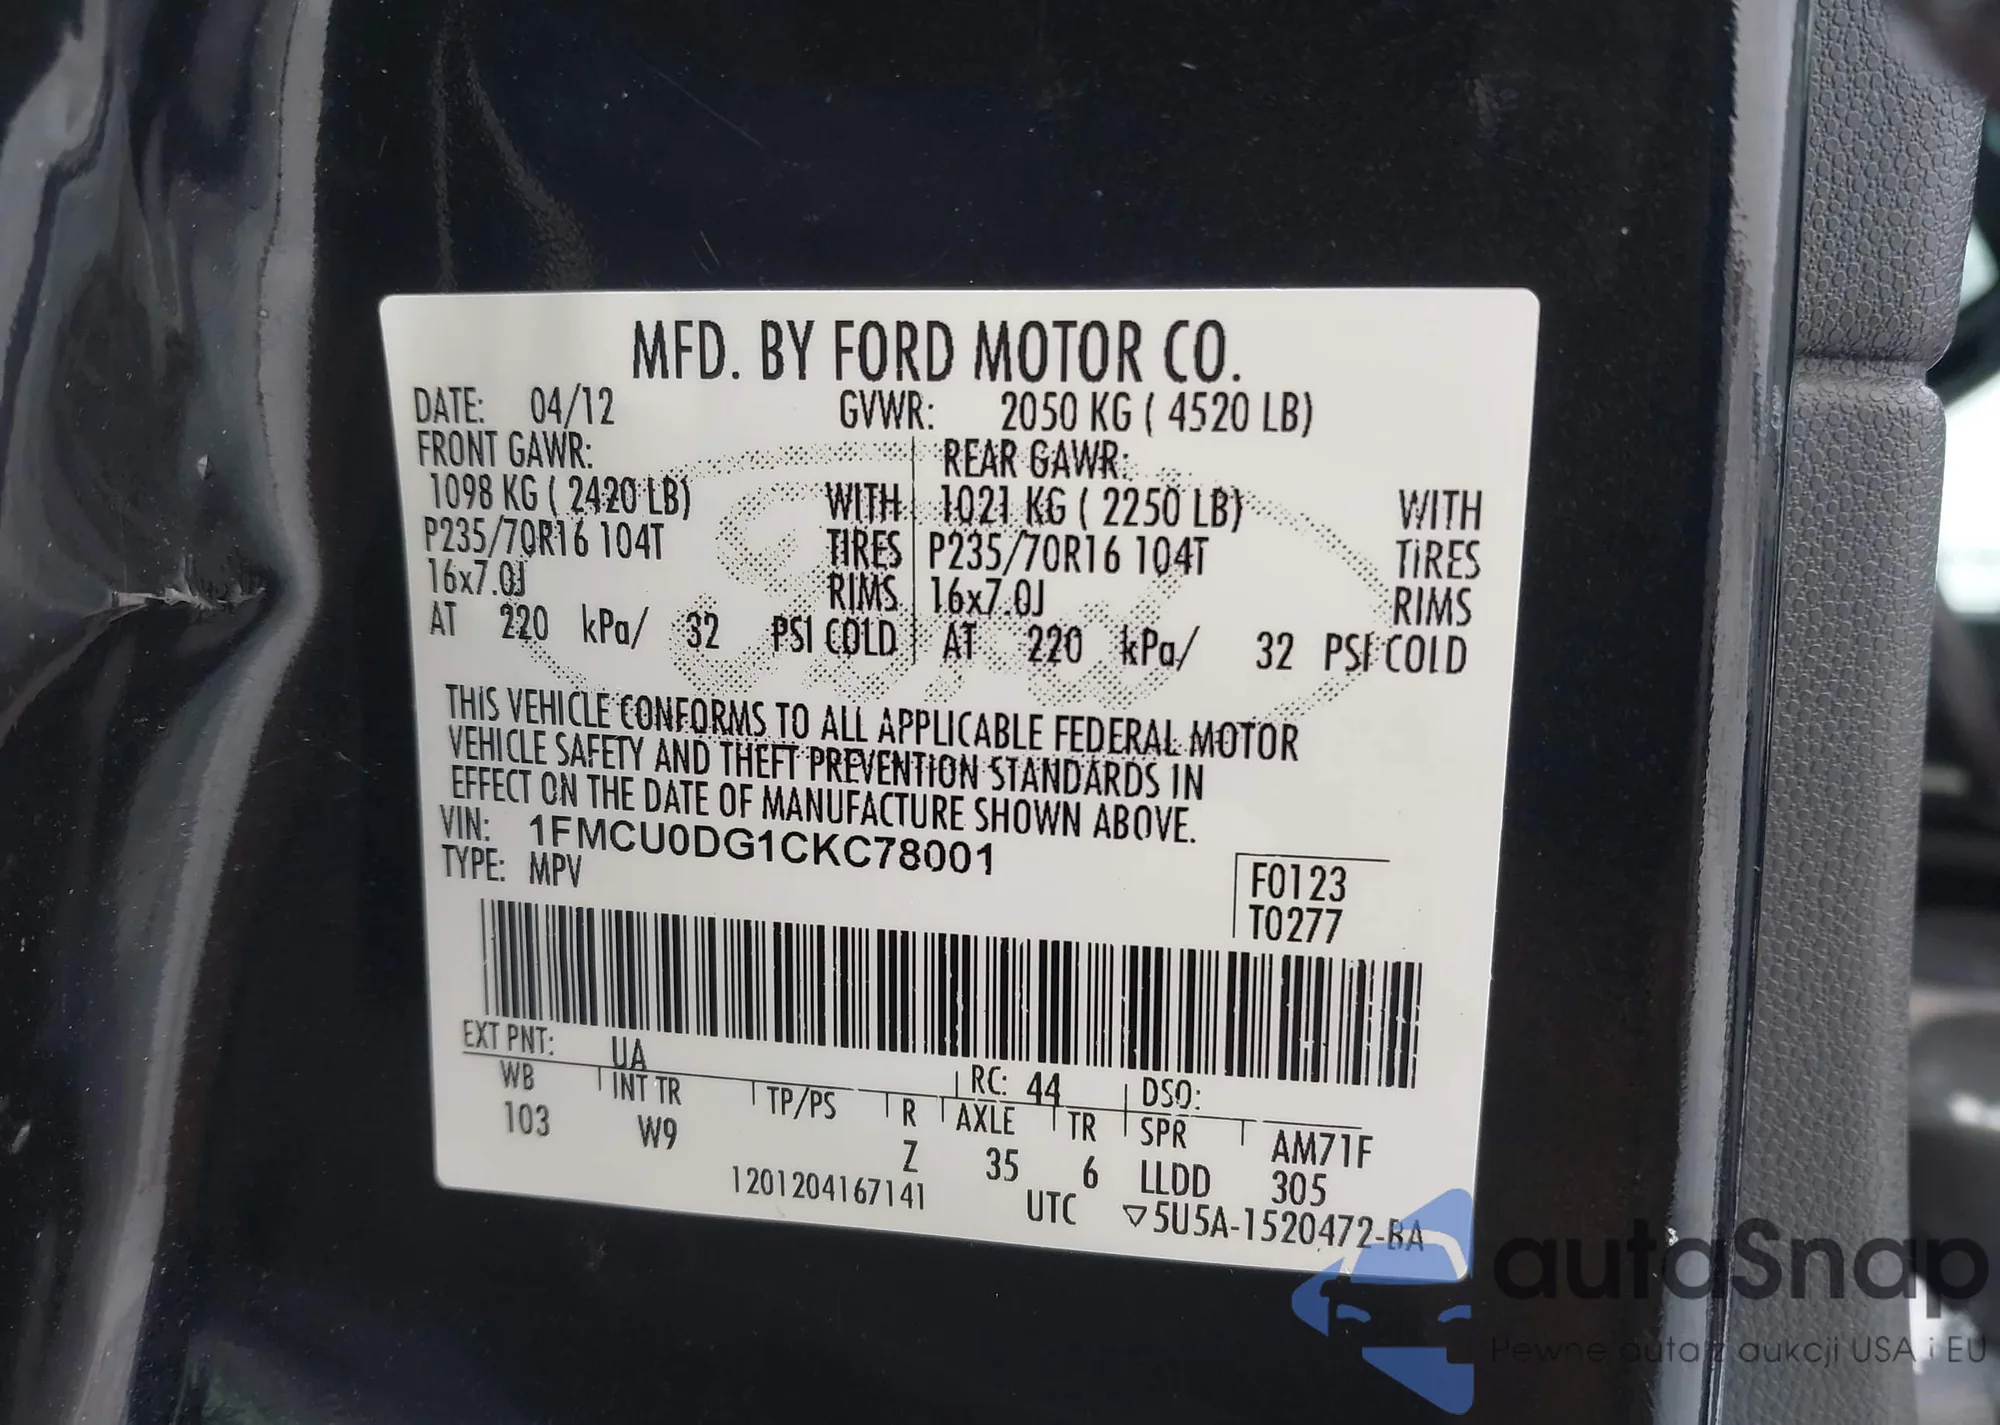 MFD. BY FORD MOTOR CO.
DATE: 04/12 GVWR: 2050 KG ( 4520 LB)
FRONT GAWR: REAR GAWR:
1098 KG ( 2420 LB) WITH 1021 KG ( 2250 LB) WITH
P235/70R16 104T TIRES P235/70R16 104T TIRES
16x7.0J RIMS 16x7.0J RIMS
AT 220 kPa/ 32 PSI COLD AT 220 kPa/ 32 PSI COLD
THIS VEHICLE CONFORMS TO ALL APPLICABLE FEDERAL MOTOR
VEHICLE SAFETY AND THEFT PREVENTION STANDARDS IN
EFFECT ON THE DATE OF MANUFACTURE SHOWN ABOVE.
VIN: 1FMCU0DG1CKC78001
TYPE: MPV
F0123
T0277
EXT PNT: UA RC: 44 DSO:
WB INT TR TP/PS R AXLE TR SPR AM71F
103 W9 Z 35 6 LLDD 305
1201204167141 UTC ▽5U5A-1520472-BA
autoSnap
Pewne auta z aukcji USA i EU